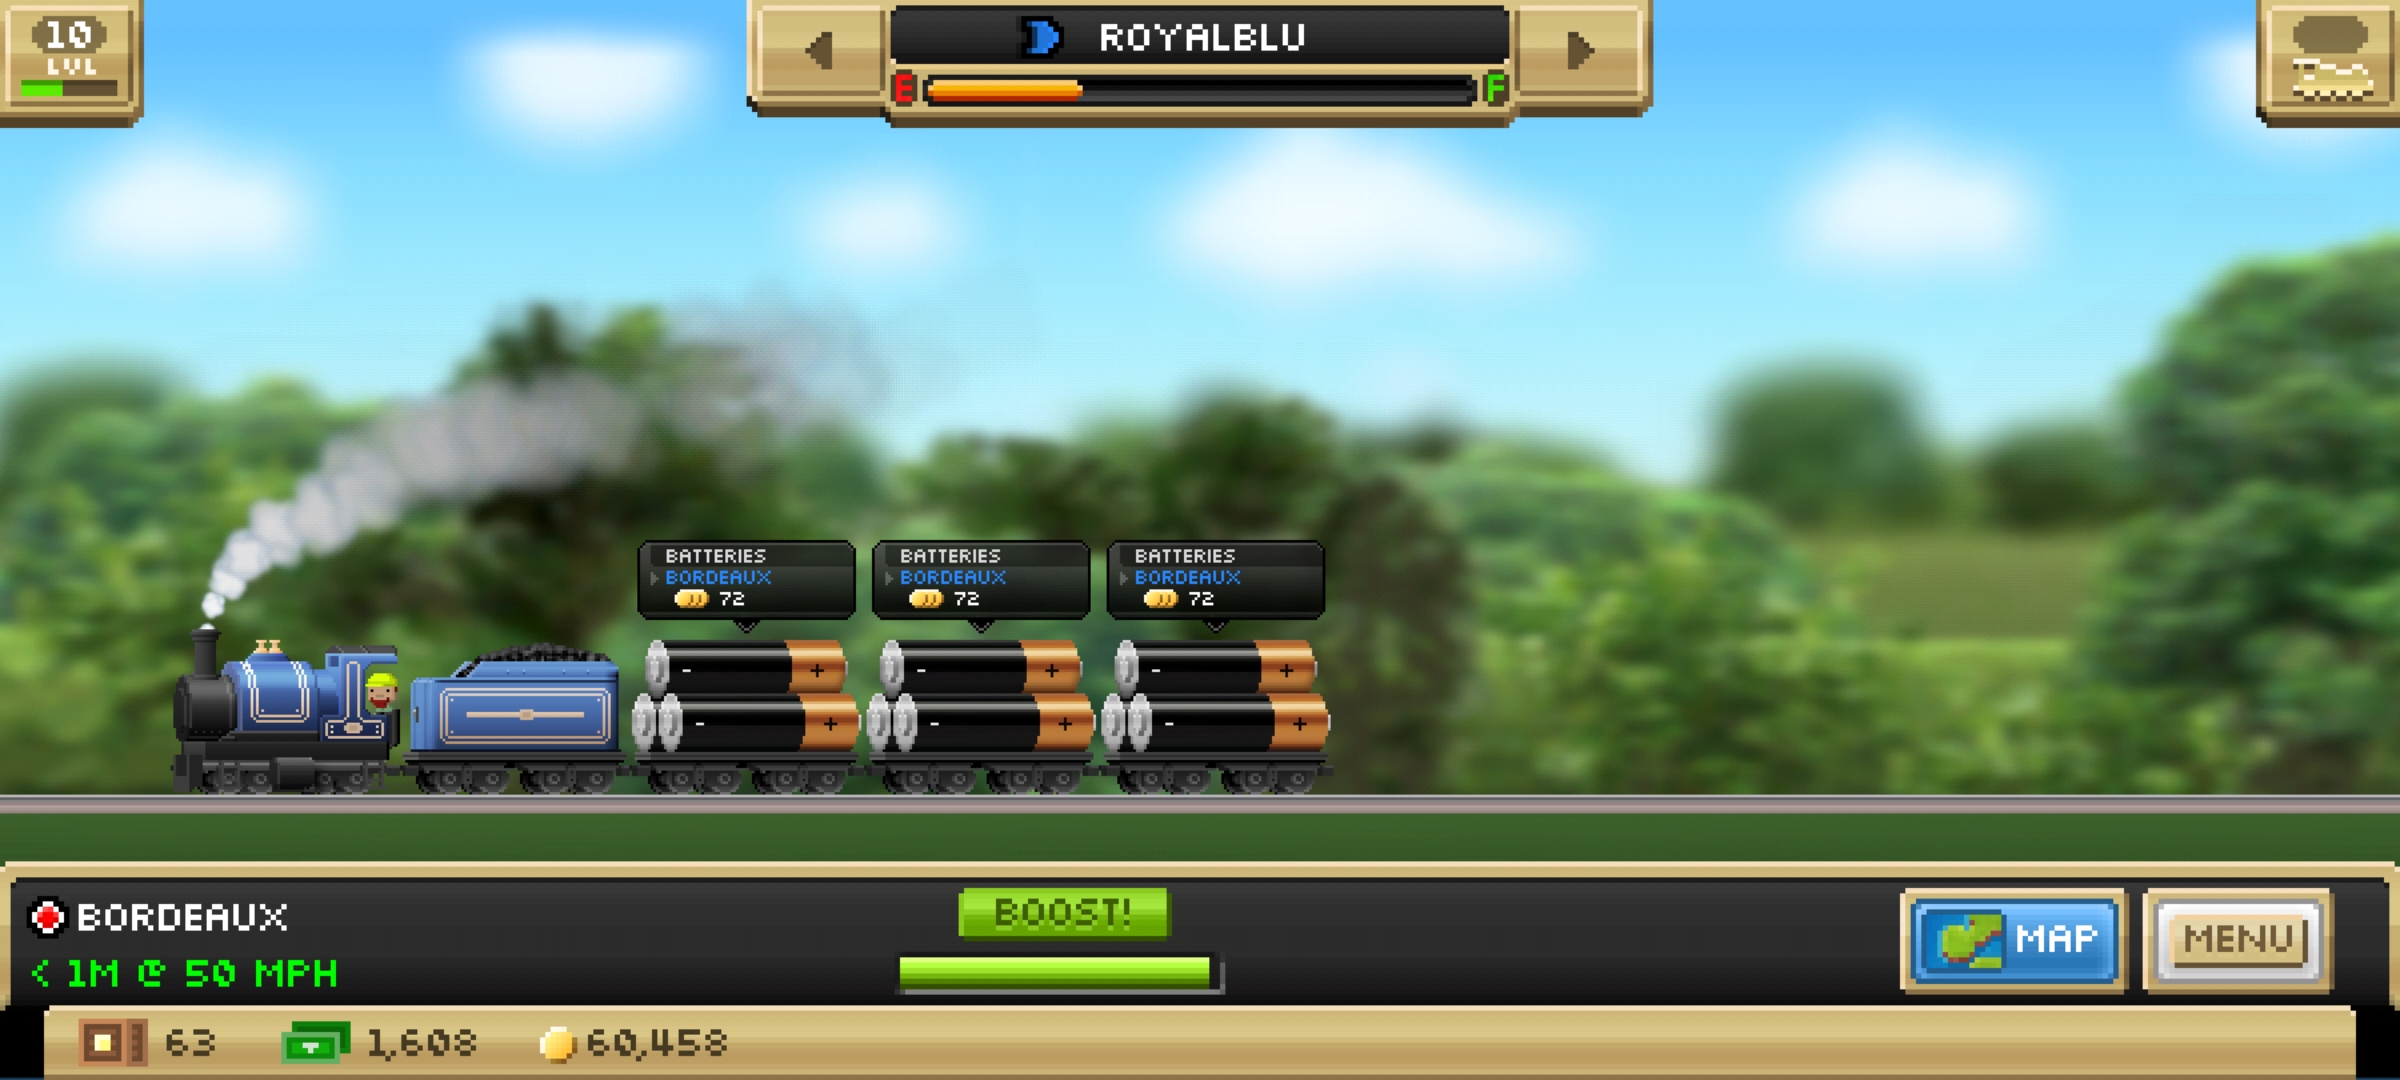 10
LVL
ROYALBLU
E F
BATTERIES
BORDEAUX
72
BATTERIES
BORDEAUX
72
BATTERIES
BORDEAUX
72
- +
- +
- +
- +
- +
- +
BORDEAUX
< 1M @ 50 MPH
BOOST!
MAP
MENU
63
1,608
60,458